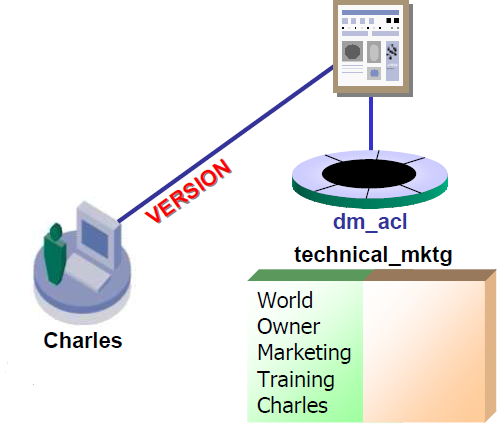 VERSION
dm_acl
technical_mktg
World
Owner
Marketing
Training
Charles
Charles